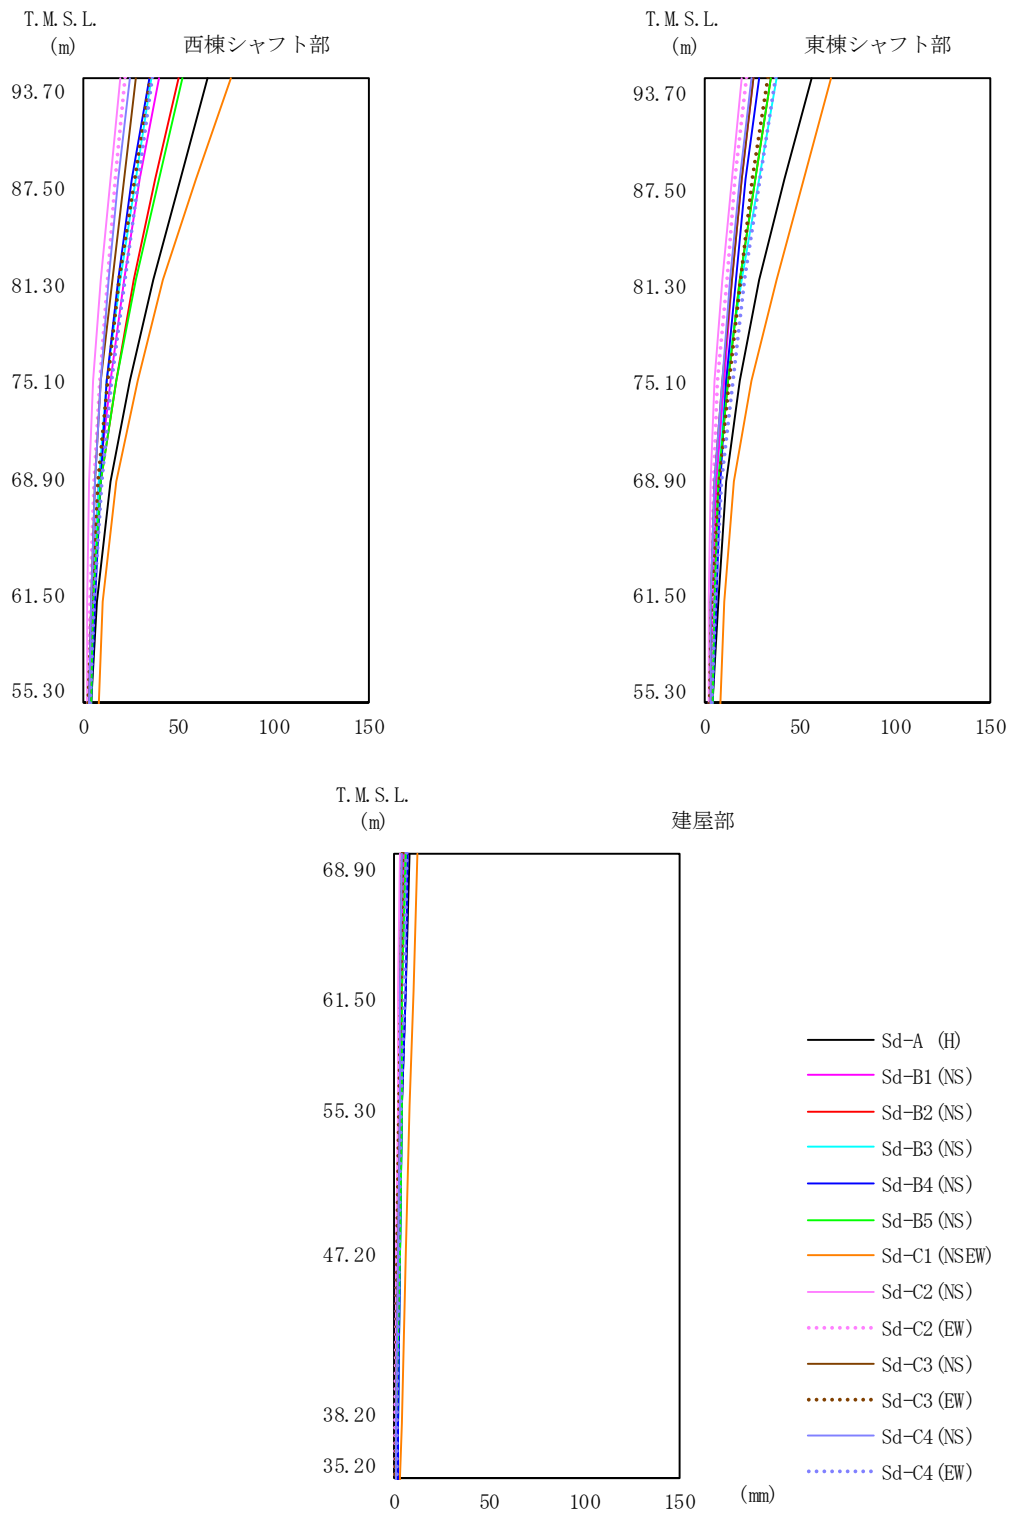 T.M.S.L.
(m)
西棟シャフト部
93.70
87.50
81.30
75.10
68.90
61.50
55.30
0 50 100 150
T.M.S.L.
(m)
東棟シャフト部
93.70
87.50
81.30
75.10
68.90
61.50
55.30
0 50 100 150
T.M.S.L.
(m)
建屋部
68.90
61.50
55.30
47.20
38.20
35.20
0 50 100 150
(mm)
Sd-A (H)
Sd-B1(NS)
Sd-B2(NS)
Sd-B3(NS)
Sd-B4(NS)
Sd-B5(NS)
Sd-C1(NSEW)
Sd-C2(NS)
Sd-C2(EW)
Sd-C3(NS)
Sd-C3(EW)
Sd-C4(NS)
Sd-C4(EW)